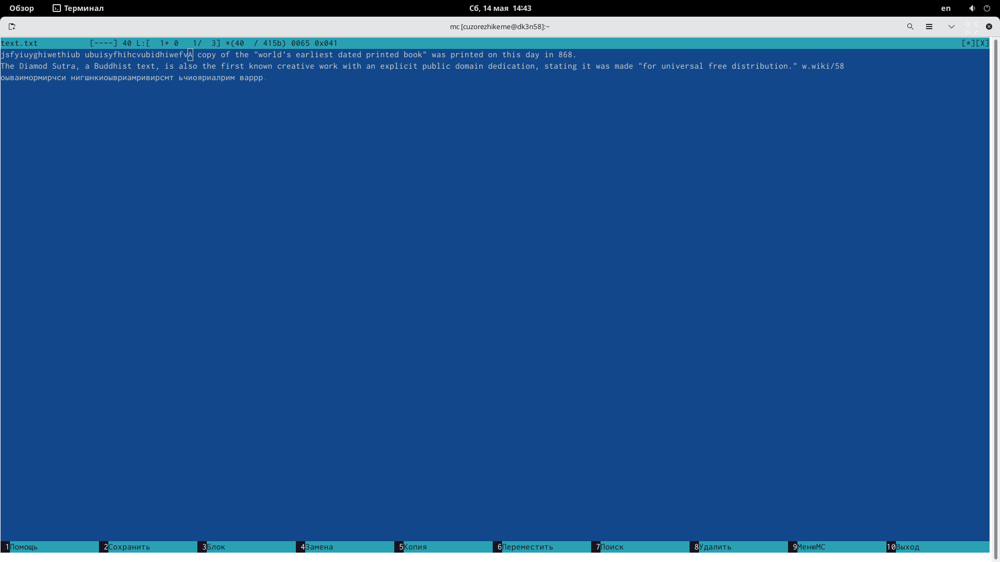 Обзор Терминал Сб, 14 мая 14:43 en
mc [cuzorezhikeme@dk3n58]:~
text.txt [----] 40 L:[ 1+ 0 1/ 3] *(40 / 415b) 0065 0x041 [*][X]
jsfyiuyghiwethiub ubuisyfhihcvubidhiwefvA copy of the "world's earliest dated printed book" was printed on this day in 868.
The Diamod Sutra, a Buddhist text, is also the first known creative work with an explicit public domain dedication, stating it was made "for universal free distribution." w.wiki/58
оываимормирчси нигшнкиоывриамривирсмт ьчиояриалрим варрр.
1Помощь 2Сохранить 3Блок 4Замена 5Копия 6Переместить 7Поиск 8Удалить 9МенюМС 10Выход